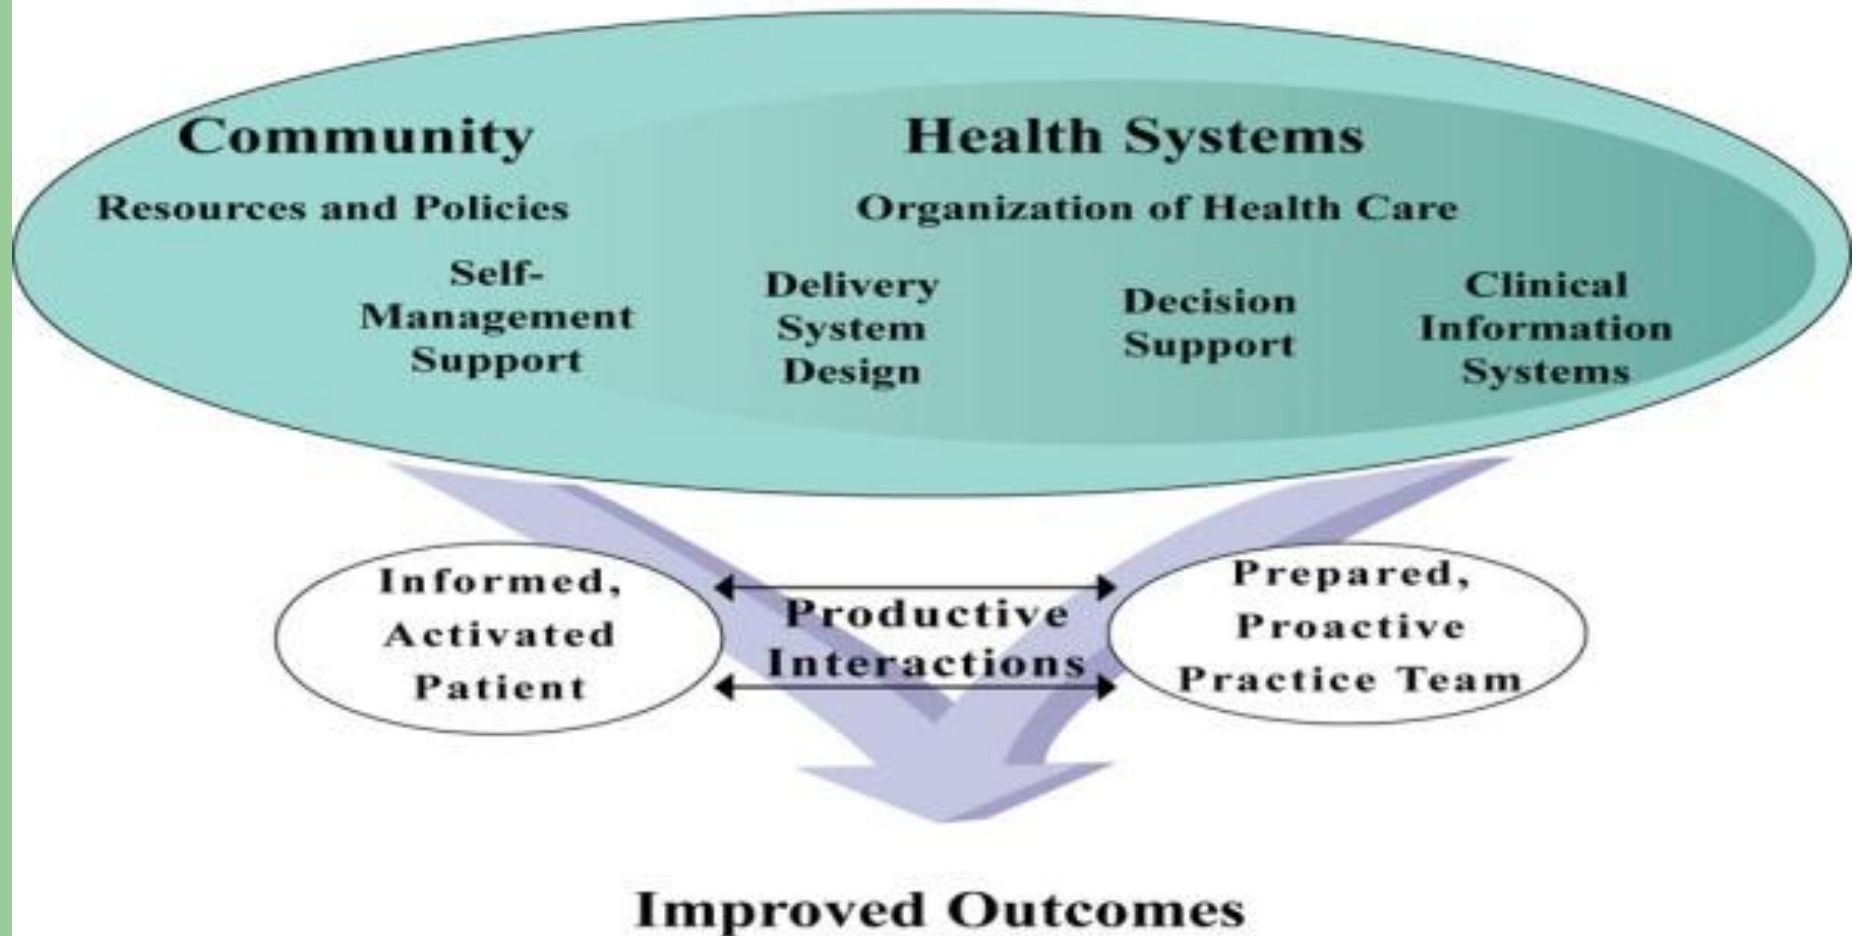 Community
Health Systems
Resources and Policies
Organization of Health Care
Self-
Management
Support
Delivery
System
Design
Decision
Support
Clinical
Information
Systems
Informed,
Activated
Patient
Productive
Interactions
Prepared,
Proactive
Practice Team
Improved Outcomes